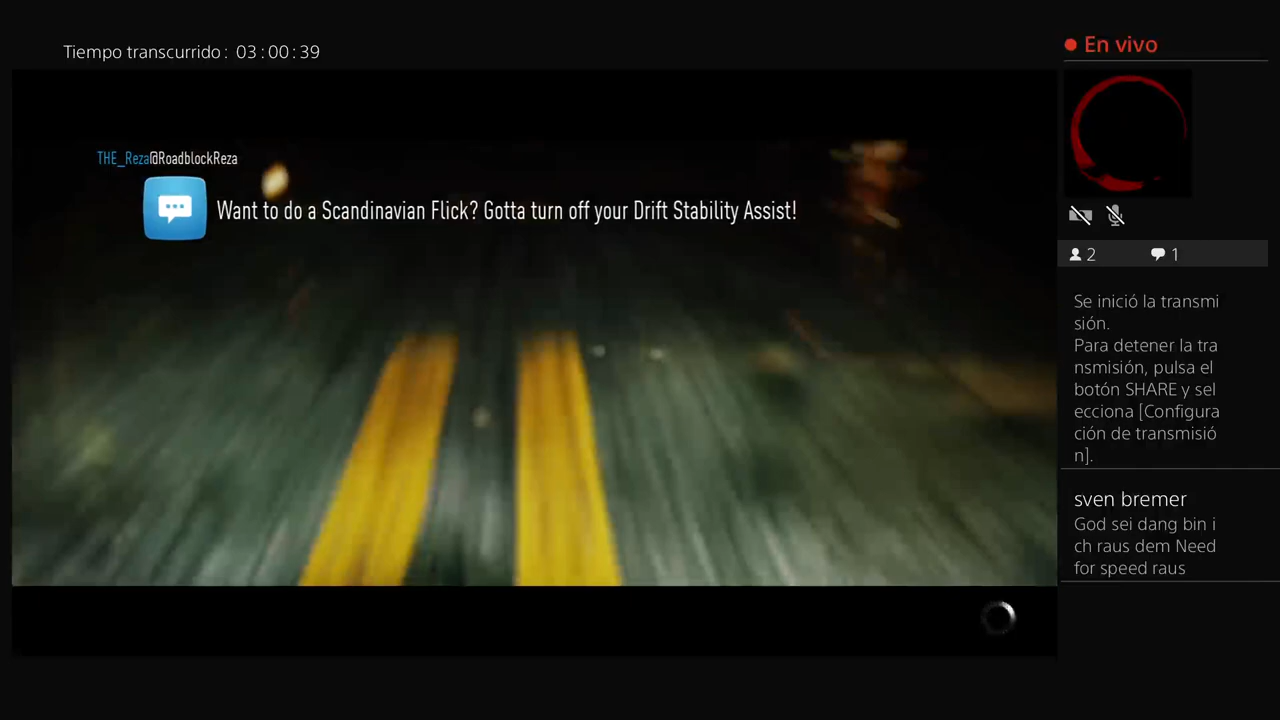 Tiempo transcurrido: 03:00:39
En vivo
THE_Reza@RoadblockReza
Want to do a Scandinavian Flick? Gotta turn off your Drift Stability Assist!
2
1
Se inició la transmi
sión.
Para detener la tra
nsmisión, pulsa el
botón SHARE y sel
ecciona [Configura
ción de transmisió
n].
sven bremer
God sei dang bin i
ch raus dem Need
for speed raus